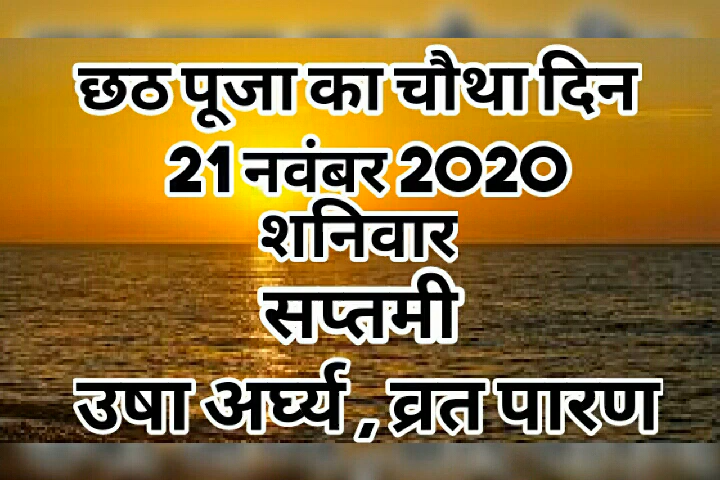 छठ पूजा का चौथा दिन
21 नवंबर 2020
शनिवार
सप्तमी
उषा अर्घ्य , व्रत पारण